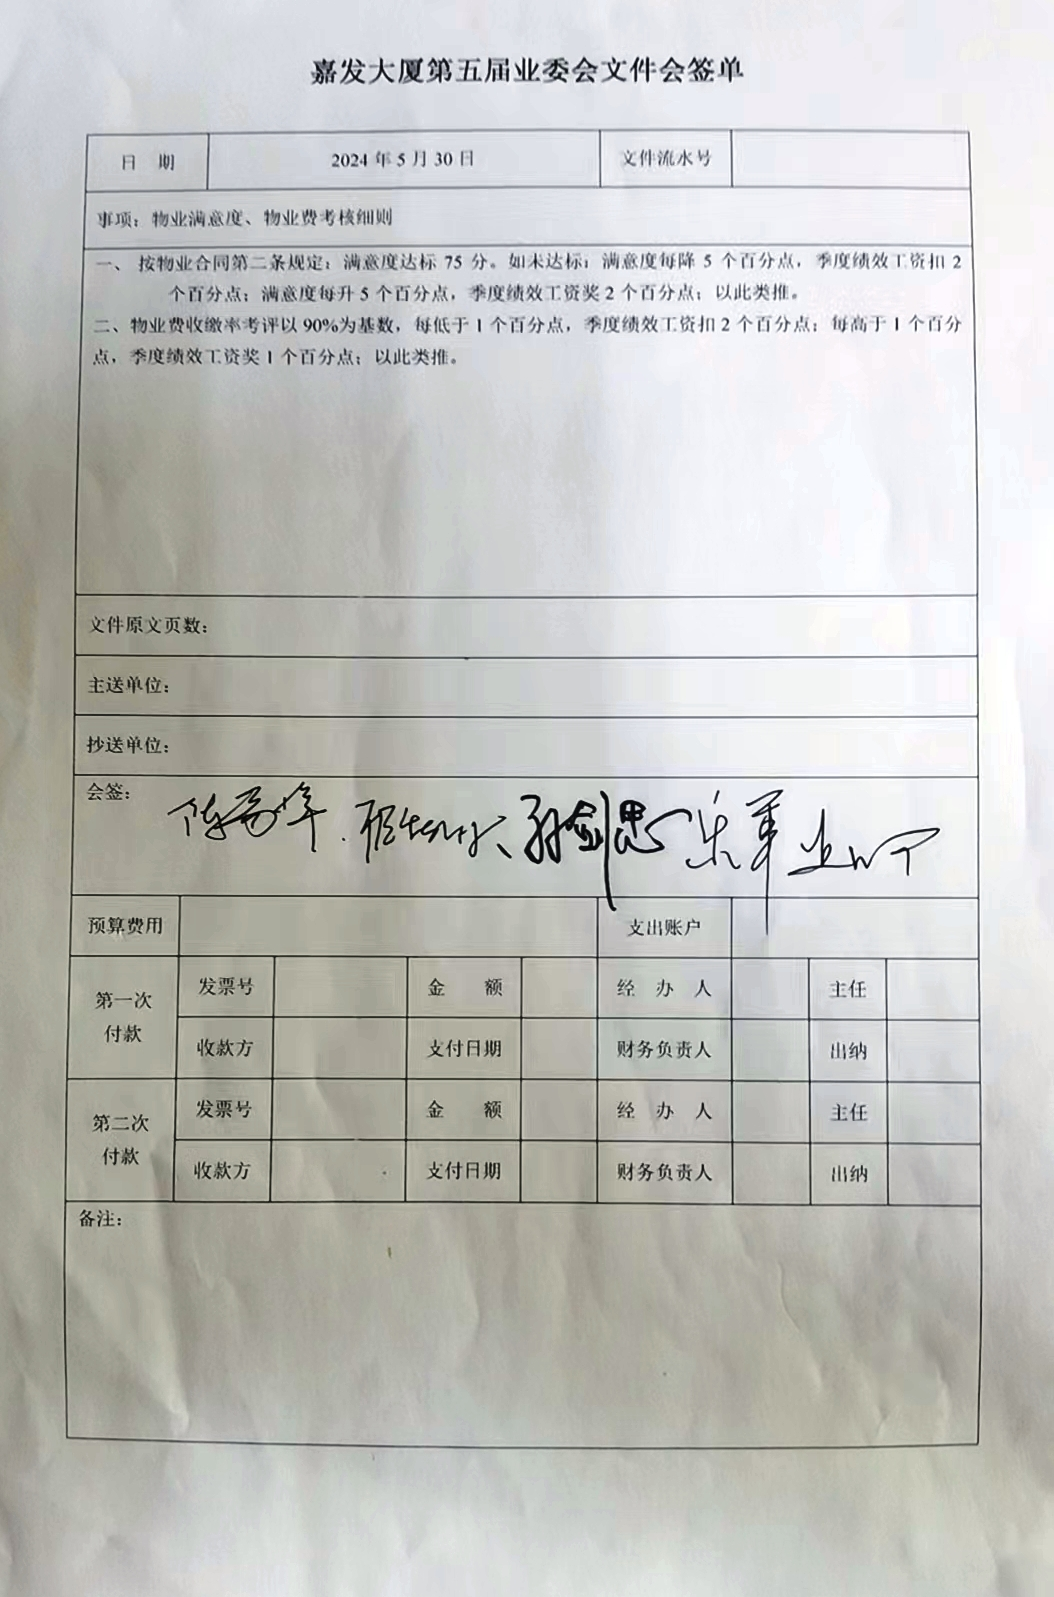 嘉发大厦第五届业委会文件会签单
日 期 2024 年 5 月 30 日 文件流水号
事项：物业满意度、物业费考核细则
一、 按物业合同第二条规定：满意度达标 75 分。如未达标：满意度每降 5 个百分点，季度绩效工资扣 2
个百分点；满意度每升 5 个百分点，季度绩效工资奖 2 个百分点；以此类推。
二、物业费收缴率考评以 90%为基数，每低于 1 个百分点，季度绩效工资扣 2 个百分点；每高于 1 个百分
点，季度绩效工资奖 1 个百分点；以此类推。
文件原文页数：
主送单位：
抄送单位：
会签：
预算费用 支出账户
第一次
付款
发票号 金 额 经 办 人 主任
收款方 支付日期 财务负责人 出纳
第二次
付款
发票号 金 额 经 办 人 主任
收款方 支付日期 财务负责人 出纳
备注：